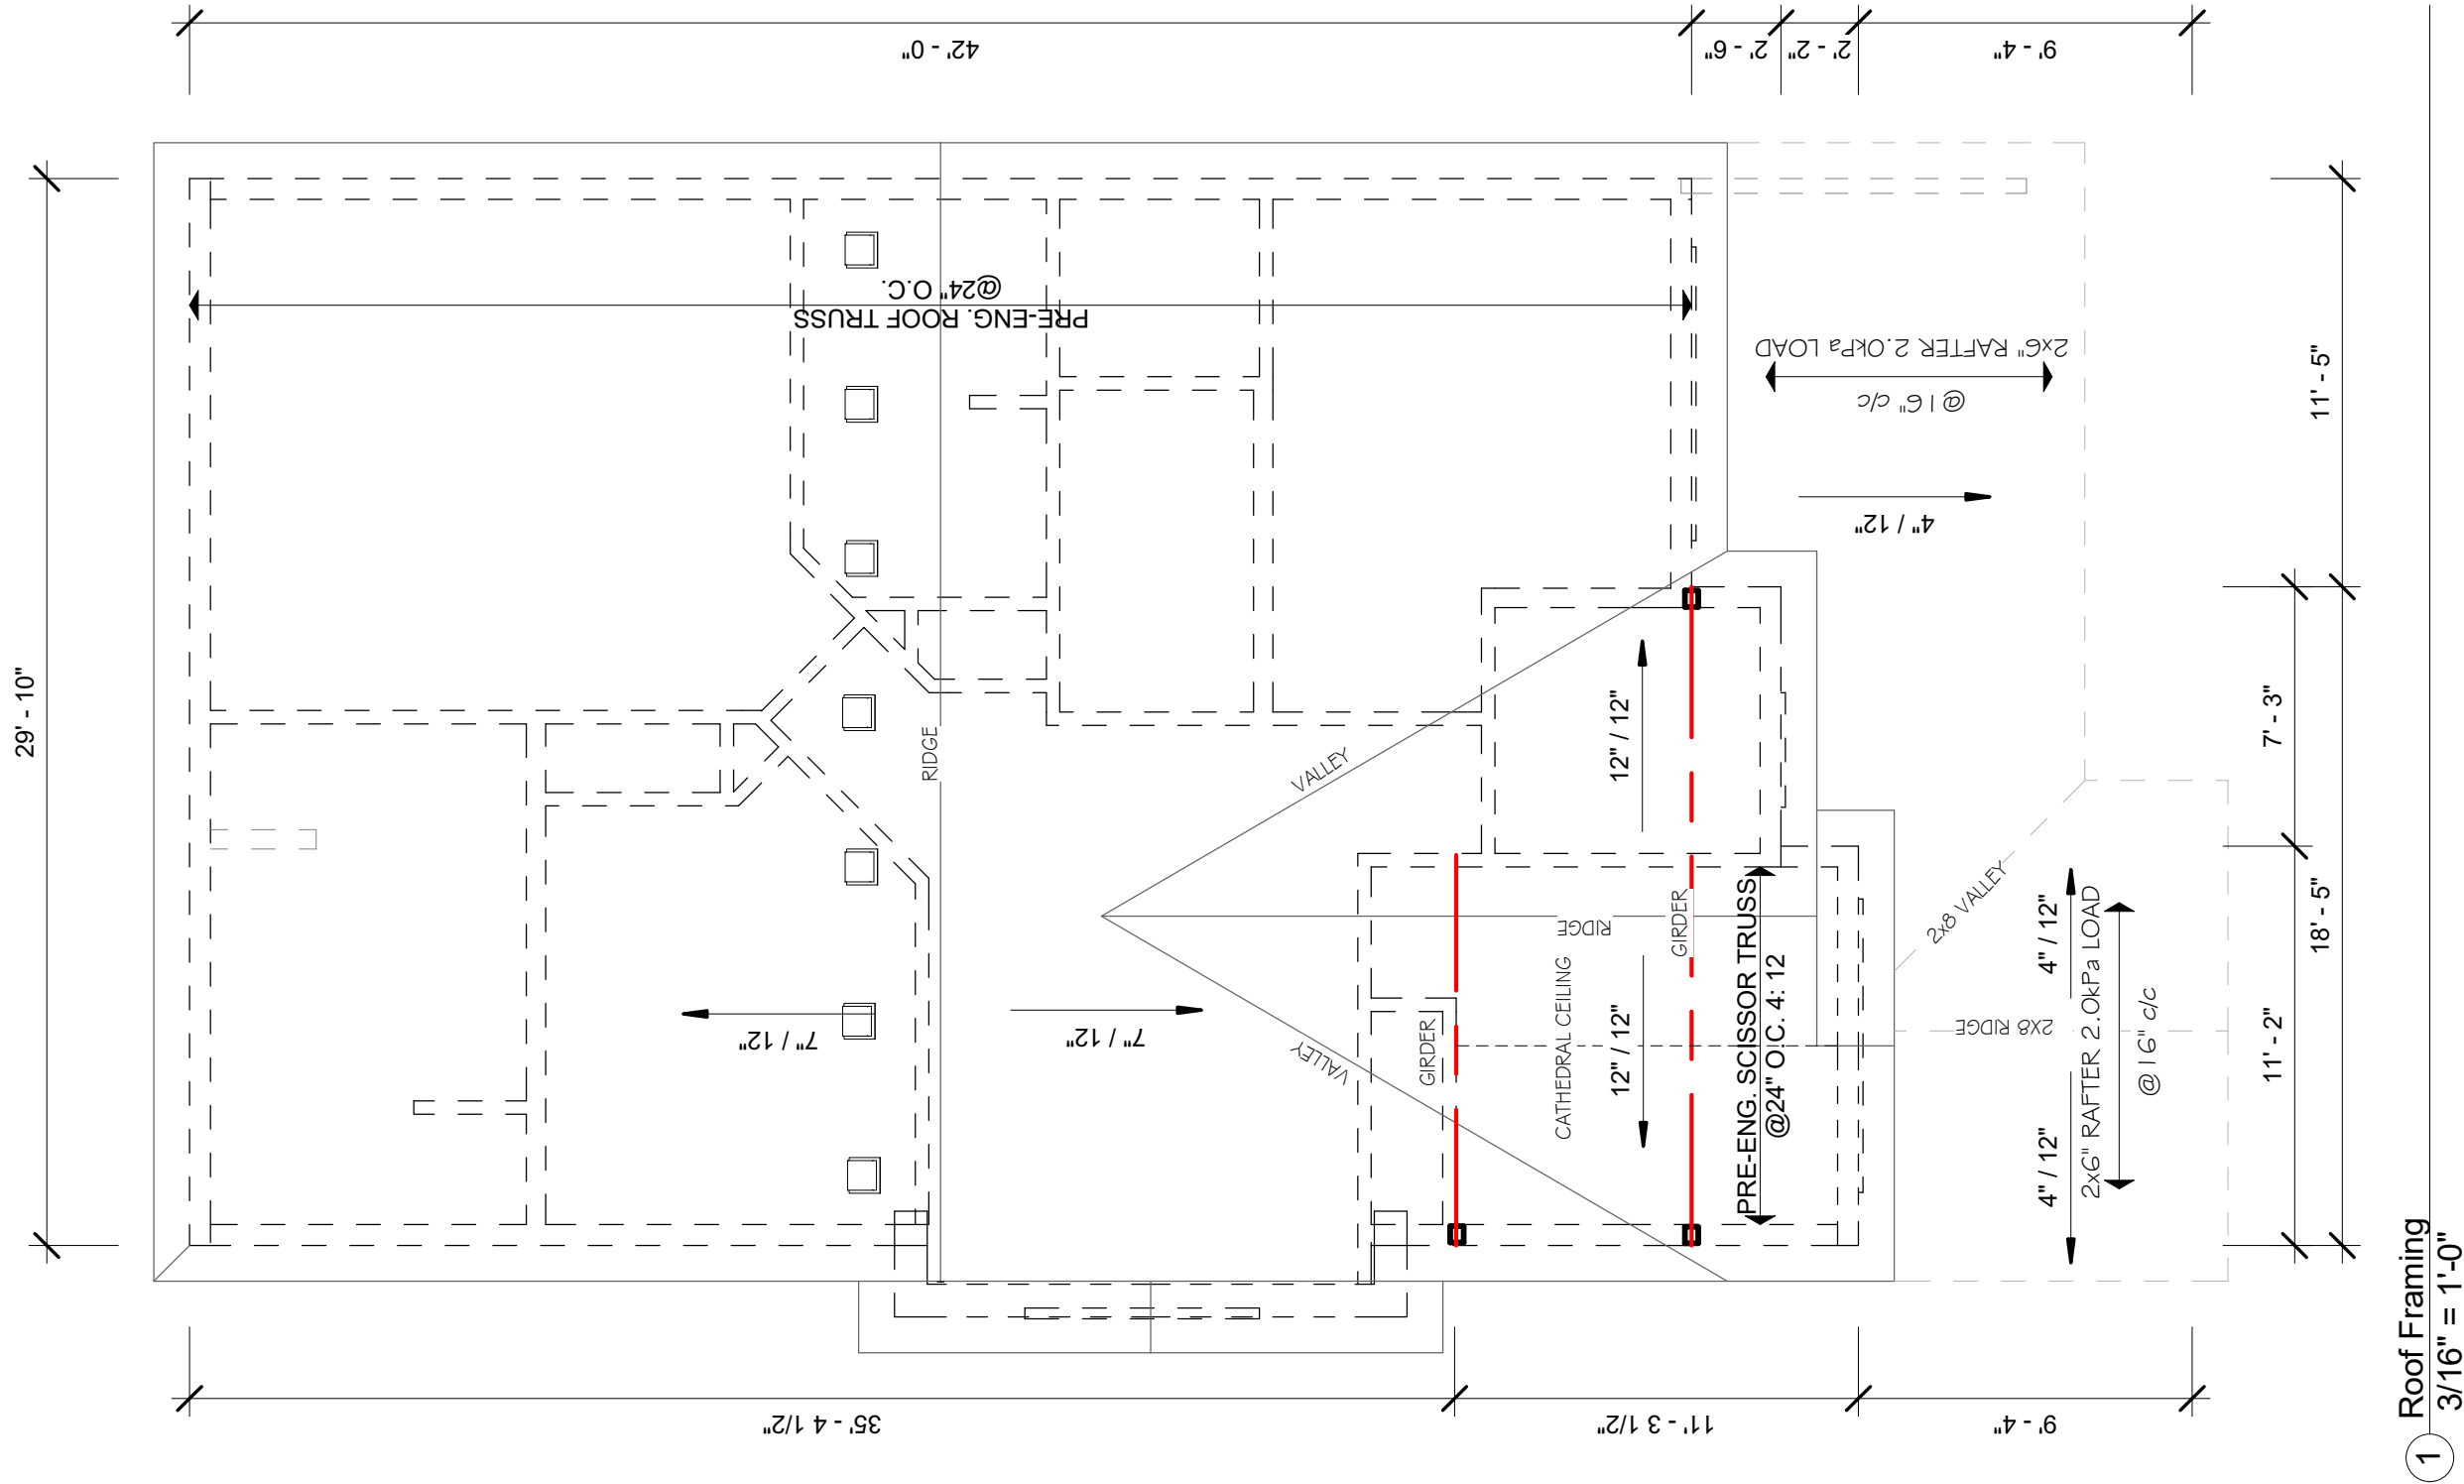 29' - 10"
42' - 0"
2' - 6"
2' - 2"
9' - 4"
PRE-ENG. ROOF TRUSS
@24" O.C.
2x6" RAFTER 2.0kPa LOAD
@16" c/c
4" / 12"
11' - 5"
7' - 3"
18' - 5"
11' - 2"
RIDGE
VALLEY
VALLEY
7" / 12"
7" / 12"
12" / 12"
12" / 12"
RIDGE
GIRDER
GIRDER
CATHEDRAL CEILING
PRE-ENG. SCISSOR TRUSS
@24" O.C. 4: 12
2x8 VALLEY
2X8 RIDGE
4" / 12"
4" / 12"
2x6" RAFTER 2.0kPa LOAD
@16" c/c
35' - 4 1/2"
11' - 3 1/2"
9' - 4"
1
Roof Framing
3/16" = 1'-0"